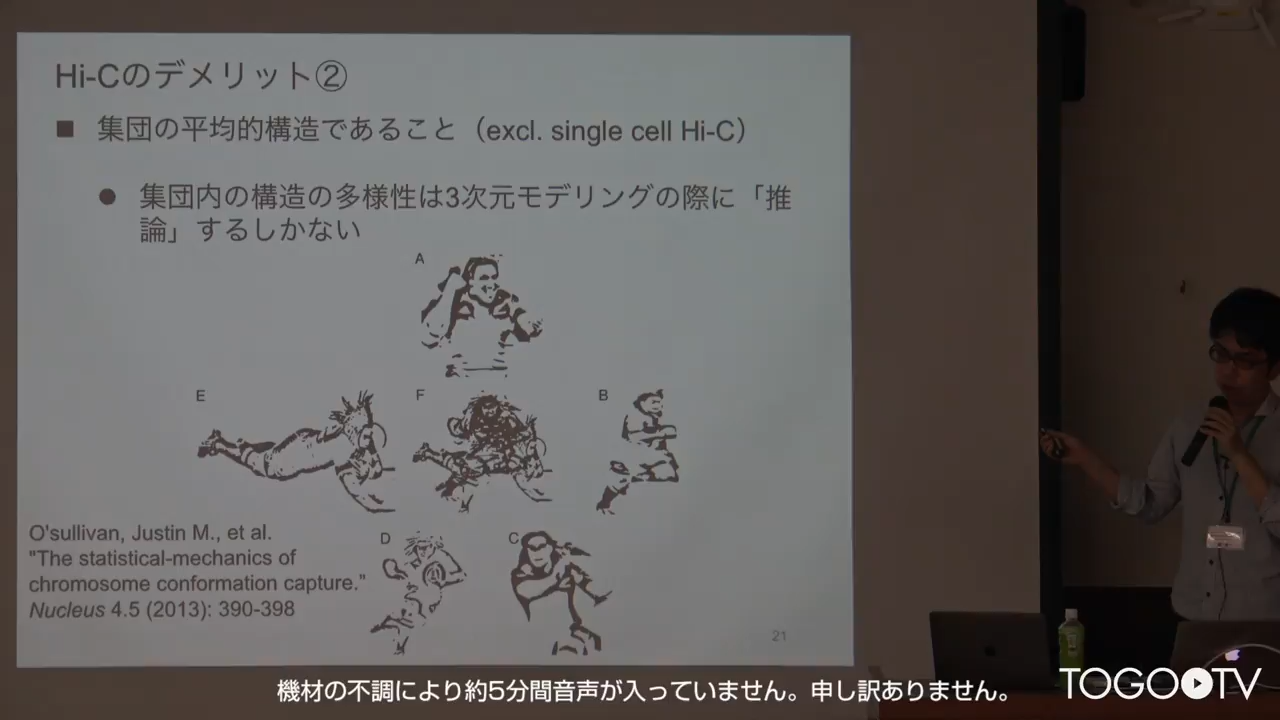 Hi-Cのデメリット②
■ 集団の平均的構造であること（excl. single cell Hi-C）
● 集団内の構造の多様性は3次元モデリングの際に「推
論」するしかない
A
E
F
B
D
C
O'sullivan, Justin M., et al.
"The statistical-mechanics of
chromosome conformation capture."
Nucleus 4.5 (2013): 390-398
21
機材の不調により約5分間音声が入っていません。申し訳ありません。
TOGOTV